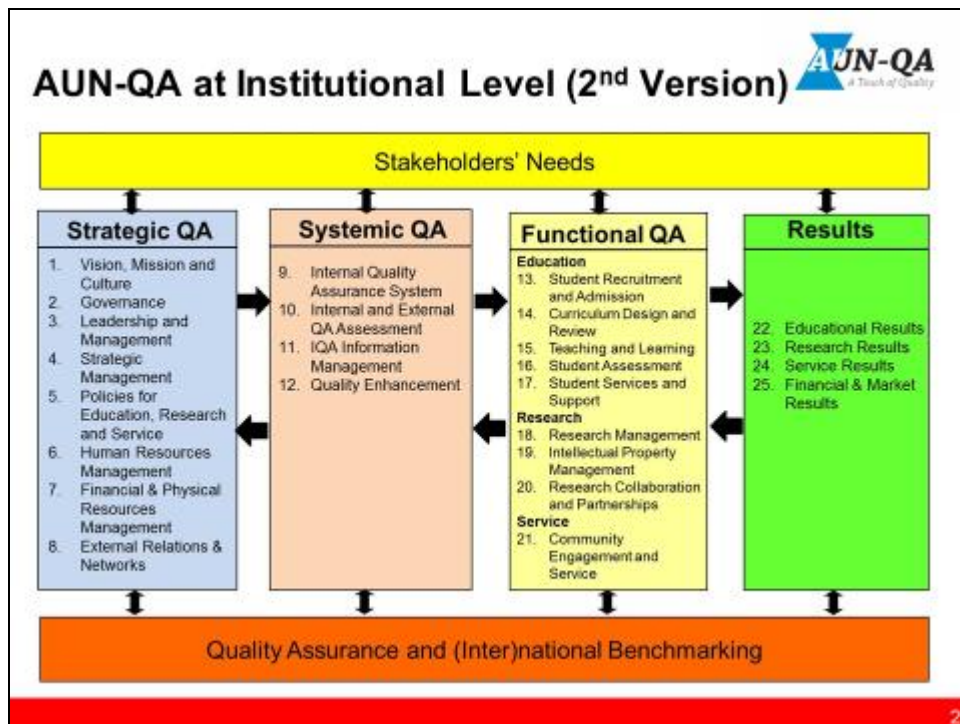 AUN-QA at Institutional Level (2nd Version)
AUN-QA
A Touch of Quality
Stakeholders' Needs
Strategic QA
1. Vision, Mission and
Culture
2. Governance
3. Leadership and
Management
4. Strategic
Management
5. Policies for
Education, Research
and Service
6. Human Resources
Management
7. Financial & Physical
Resources
Management
8. External Relations &
Networks
Systemic QA
9. Internal Quality
Assurance System
10. Internal and External
QA Assessment
11. IQA Information
Management
12. Quality Enhancement
Functional QA
Education
13. Student Recruitment
and Admission
14. Curriculum Design and
Review
15. Teaching and Learning
16. Student Assessment
17. Student Services and
Support
Research
18. Research Management
19. Intellectual Property
Management
20. Research Collaboration
and Partnerships
Service
21. Community
Engagement and
Service
Results
22. Educational Results
23. Research Results
24. Service Results
25. Financial & Market
Results
Quality Assurance and (Inter)national Benchmarking
2